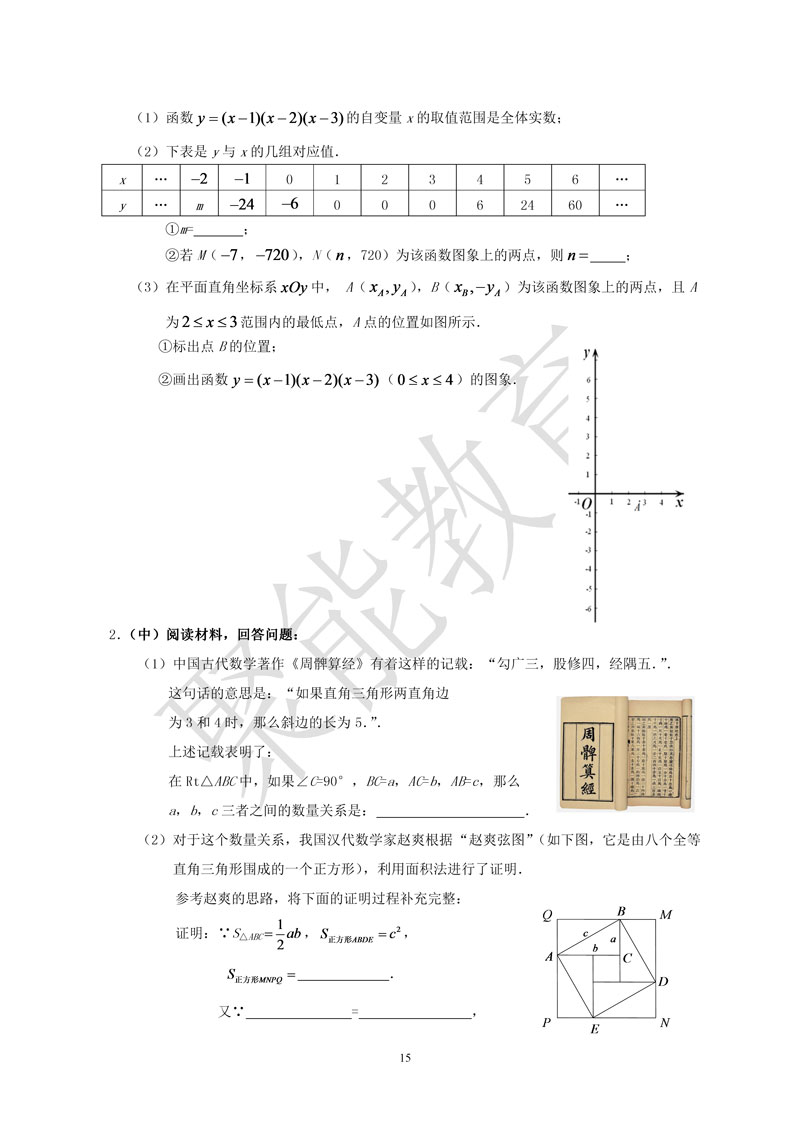 (1)函数 y=(x-1)(x-2)(x-3)的自变量 x 的取值范围是全体实数;
(2)下表是 y 与 x 的几组对应值.
x … -2 -1 0 1 2 3 4 5 6 …
y … m -24 -6 0 0 0 6 24 60 …
①m=______;
②若 M(-7, -720), N(n, 720)为该函数图象上的两点,则 n=_____;
(3)在平面直角坐标系xOy中, A(x_A,y_A), B(x_B,-y_A)为该函数图象上的两点,且 A
为2≤x≤3范围内的最低点, A 点的位置如图所示.
①标出点 B 的位置;
②画出函数 y=(x-1)(x-2)(x-3)(0≤x≤4)的图象.
y
6
5
4
3
2
1
-1 O 1 2 3 4 x
A
-1
-2
-3
-4
-5
-6
聚能教育
2.(中)阅读材料,回答问题:
(1)中国古代数学著作《周髀算经》有着这样的记载:“勾广三,股修四,经隅五.”.
这句话的意思是:“如果直角三角形两直角边
为 3 和 4 时,那么斜边的长为 5.”.
上述记载表明了:
在 Rt△ABC 中,如果∠C=90°, BC=a, AC=b, AB=c, 那么
a, b, c 三者之间的数量关系是:____________________.
周髀算經
(2)对于这个数量关系,我国汉代数学家赵爽根据“赵爽弦图”(如下图,它是由八个全等
直角三角形围成的一个正方形),利用面积法进行了证明.
参考赵爽的思路,将下面的证明过程补充完整:
证明:∵S△ABC=1/2 ab, S正方形ABDE=c²,
S正方形MNPQ=____________.
又∵______________=______________,
Q B M
c a
b
A C
D
P E N
15